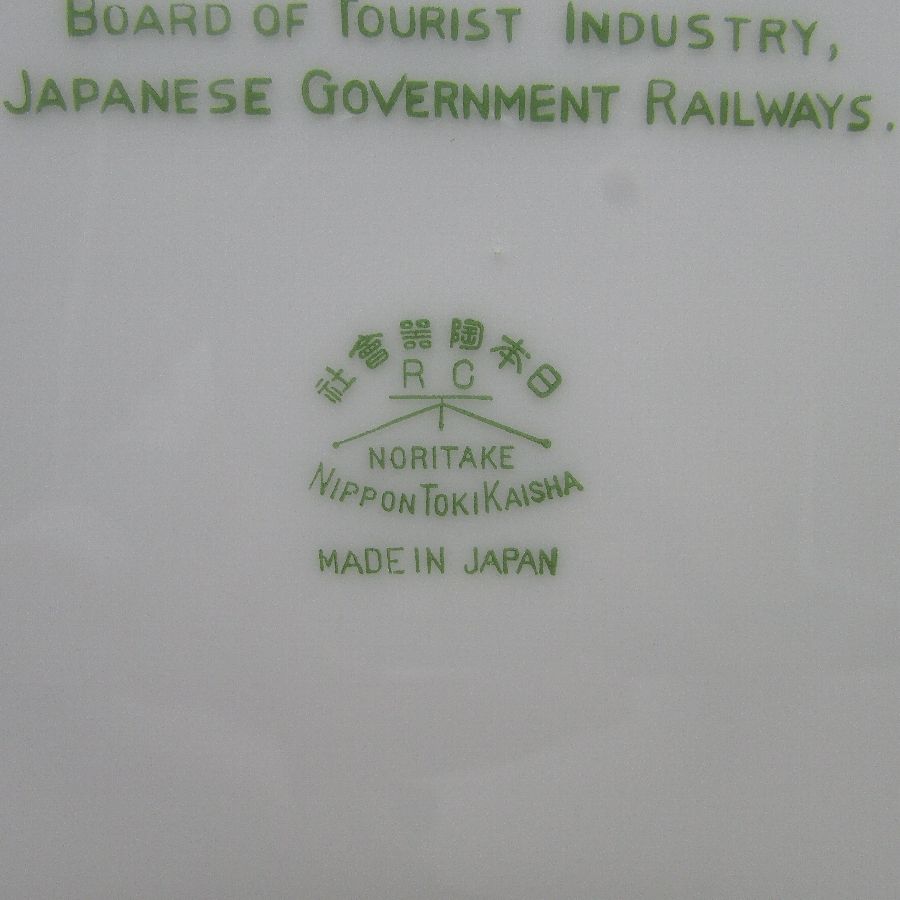 BOARD OF TOURIST INDUSTRY,
JAPANESE GOVERNMENT RAILWAYS.
社會器陶本日
R C
NORITAKE
NIPPON TOKI KAISHA
MADE IN JAPAN